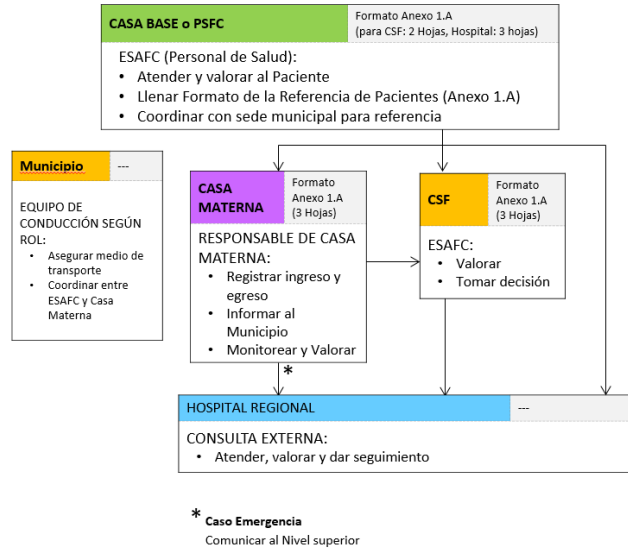 CASA BASE o PSFC
Formato Anexo 1.A
(para CSF: 2 Hojas, Hospital: 3 hojas)
ESAFC (Personal de Salud):
• Atender y valorar al Paciente
• Llenar Formato de la Referencia de Pacientes (Anexo 1.A)
• Coordinar con sede municipal para referencia
Municipio
---
EQUIPO DE
CONDUCCIÓN SEGÚN
ROL:
• Asegurar medio de
transporte
• Coordinar entre
ESAFC y Casa
Materna
CASA
MATERNA
Formato
Anexo 1.A
(3 Hojas)
RESPONSABLE DE CASA
MATERNA:
• Registrar ingreso y
egreso
• Informar al
Municipio
• Monitorear y Valorar
CSF
Formato
Anexo 1.A
(3 Hojas)
ESAFC:
• Valorar
• Tomar decisión
*
HOSPITAL REGIONAL
---
CONSULTA EXTERNA:
• Atender, valorar y dar seguimiento
* Caso Emergencia
Comunicar al Nivel superior